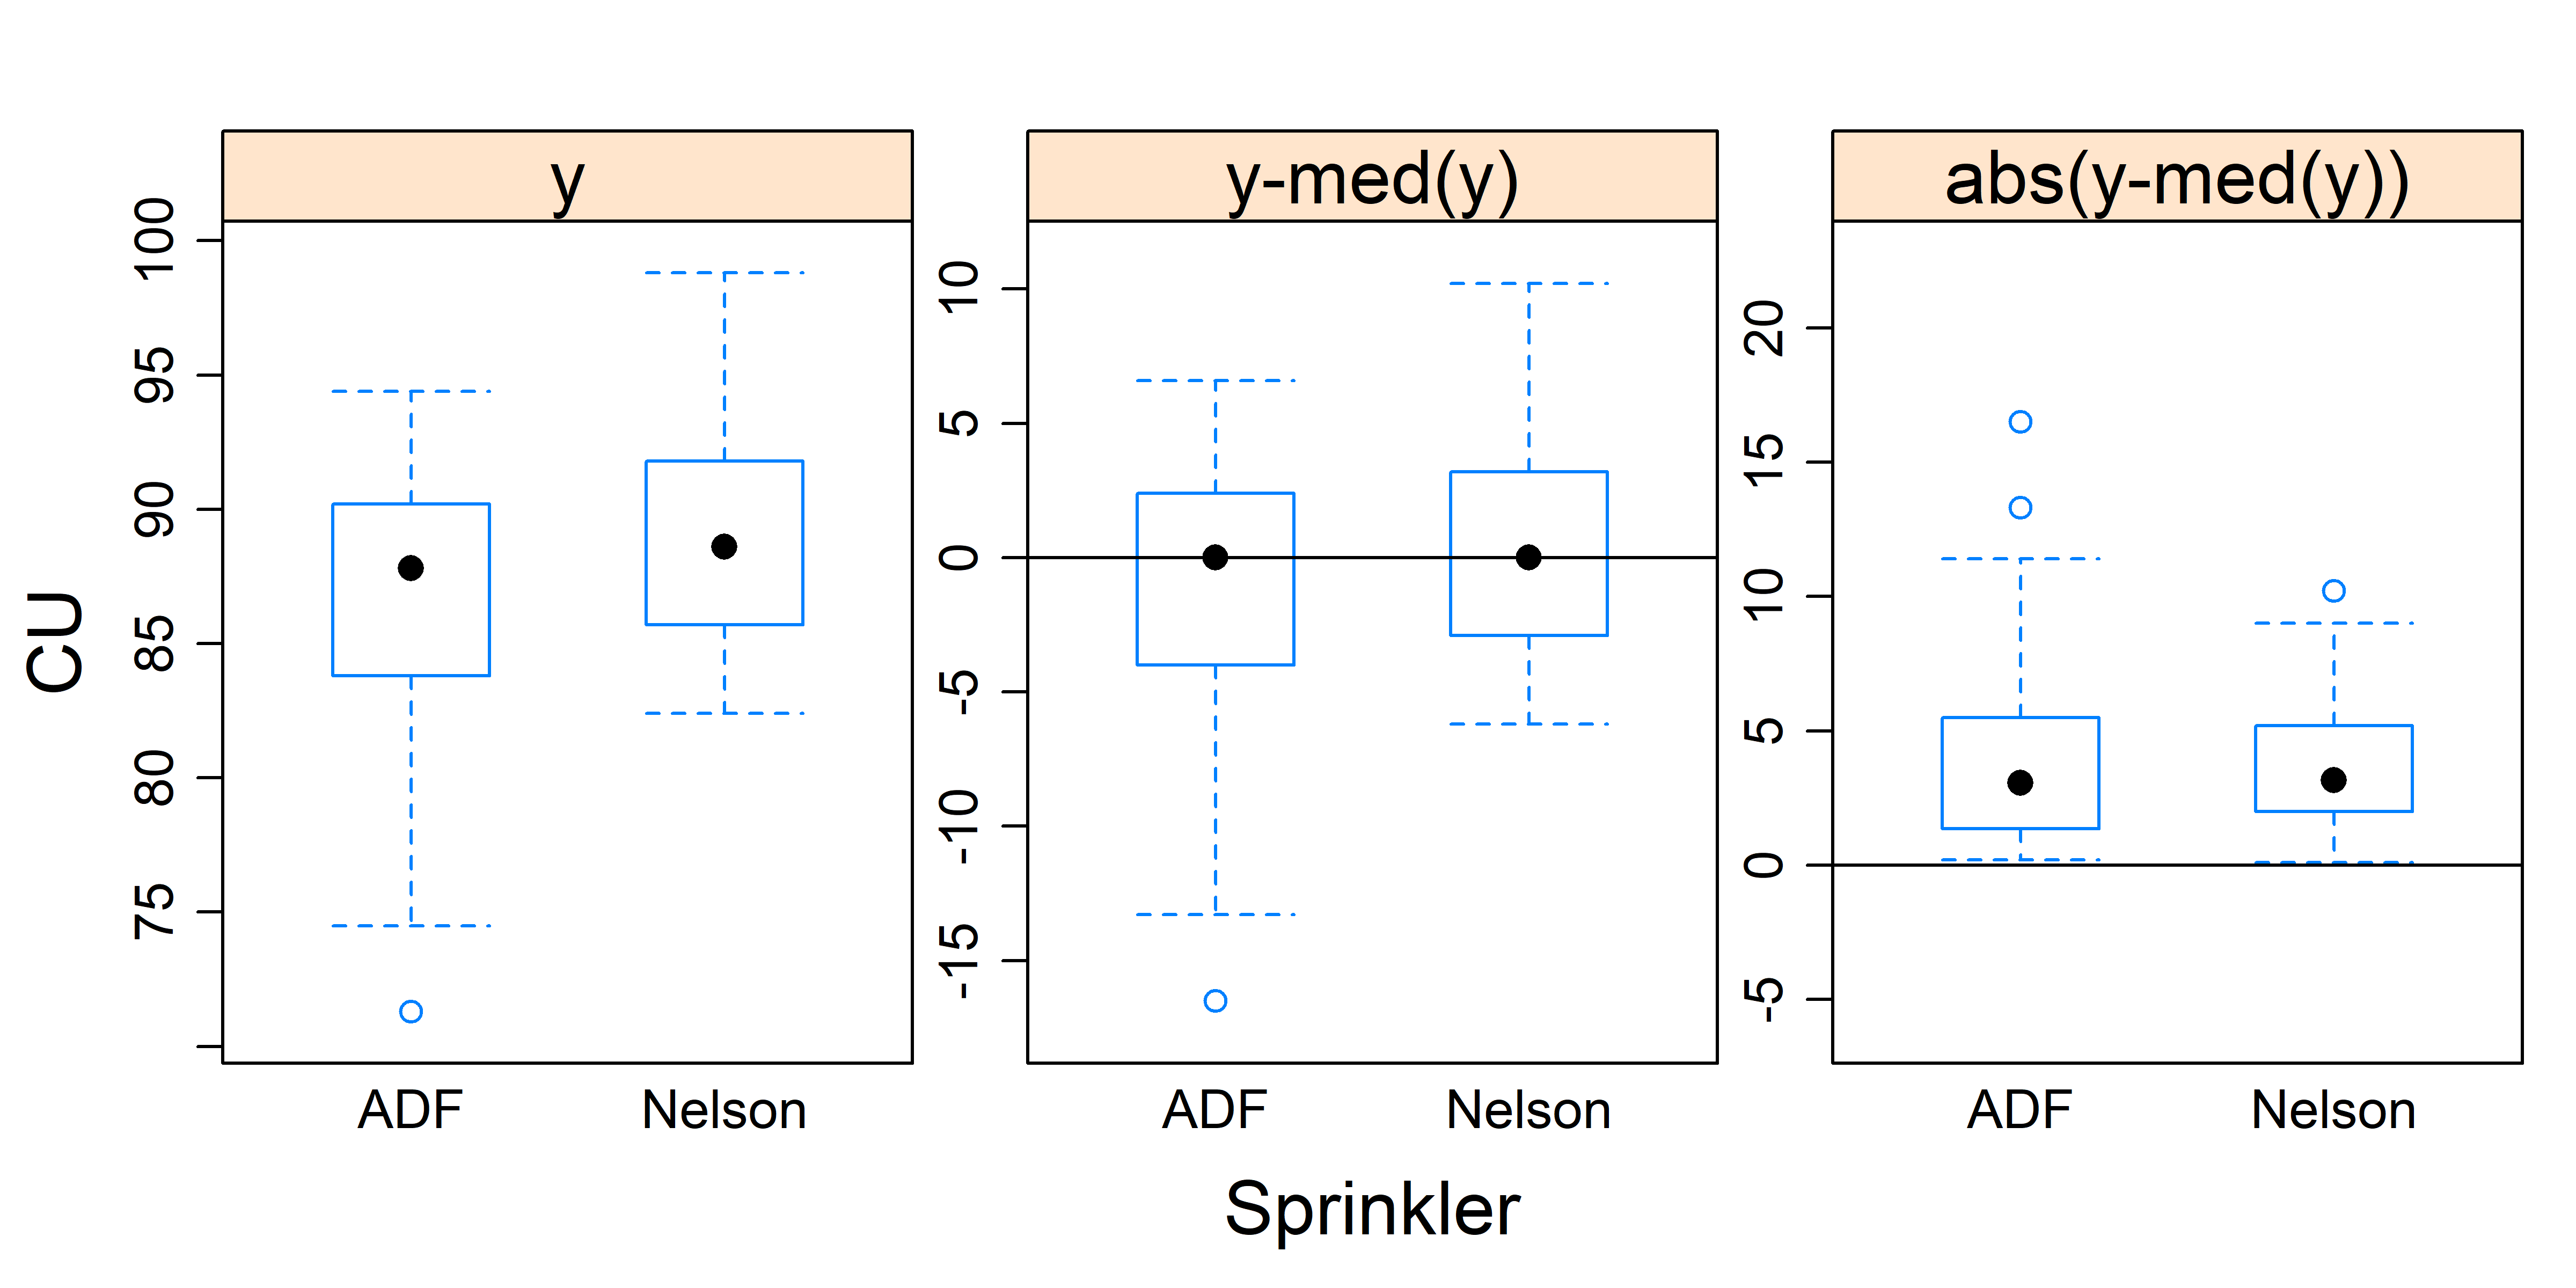 y
y-med(y)
abs(y-med(y))
CU
100
95
90
85
80
75
10
5
0
-5
-10
-15
20
15
10
5
0
-5
ADF
Nelson
ADF
Nelson
ADF
Nelson
Sprinkler